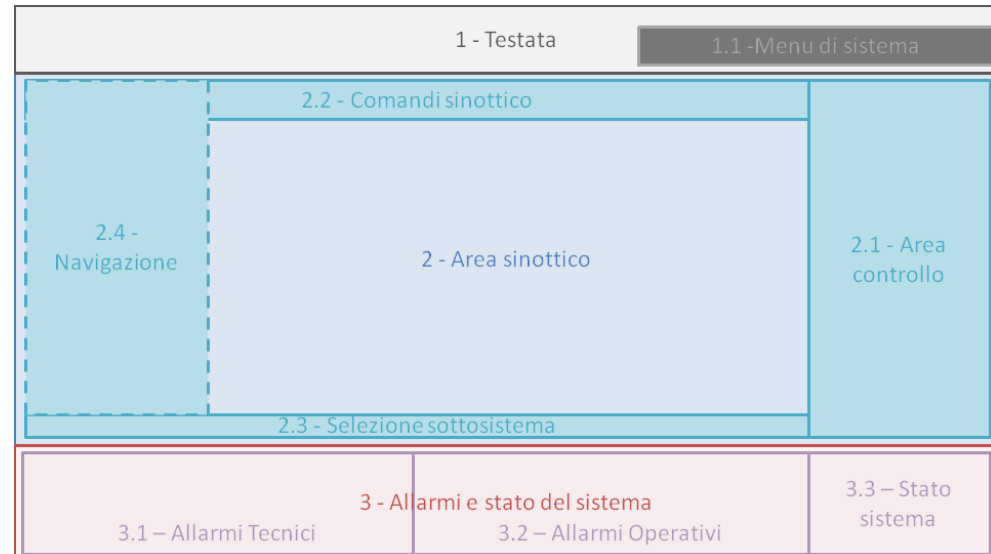 1 - Testata
1.1 -Menu di sistema
2.2 - Comandi sinottico
2.4 -
Navigazione
2 - Area sinottico
2.1 - Area
controllo
2.3 - Selezione sottosistema
3 - Allarmi e stato del sistema
3.1 – Allarmi Tecnici
3.2 – Allarmi Operativi
3.3 – Stato
sistema